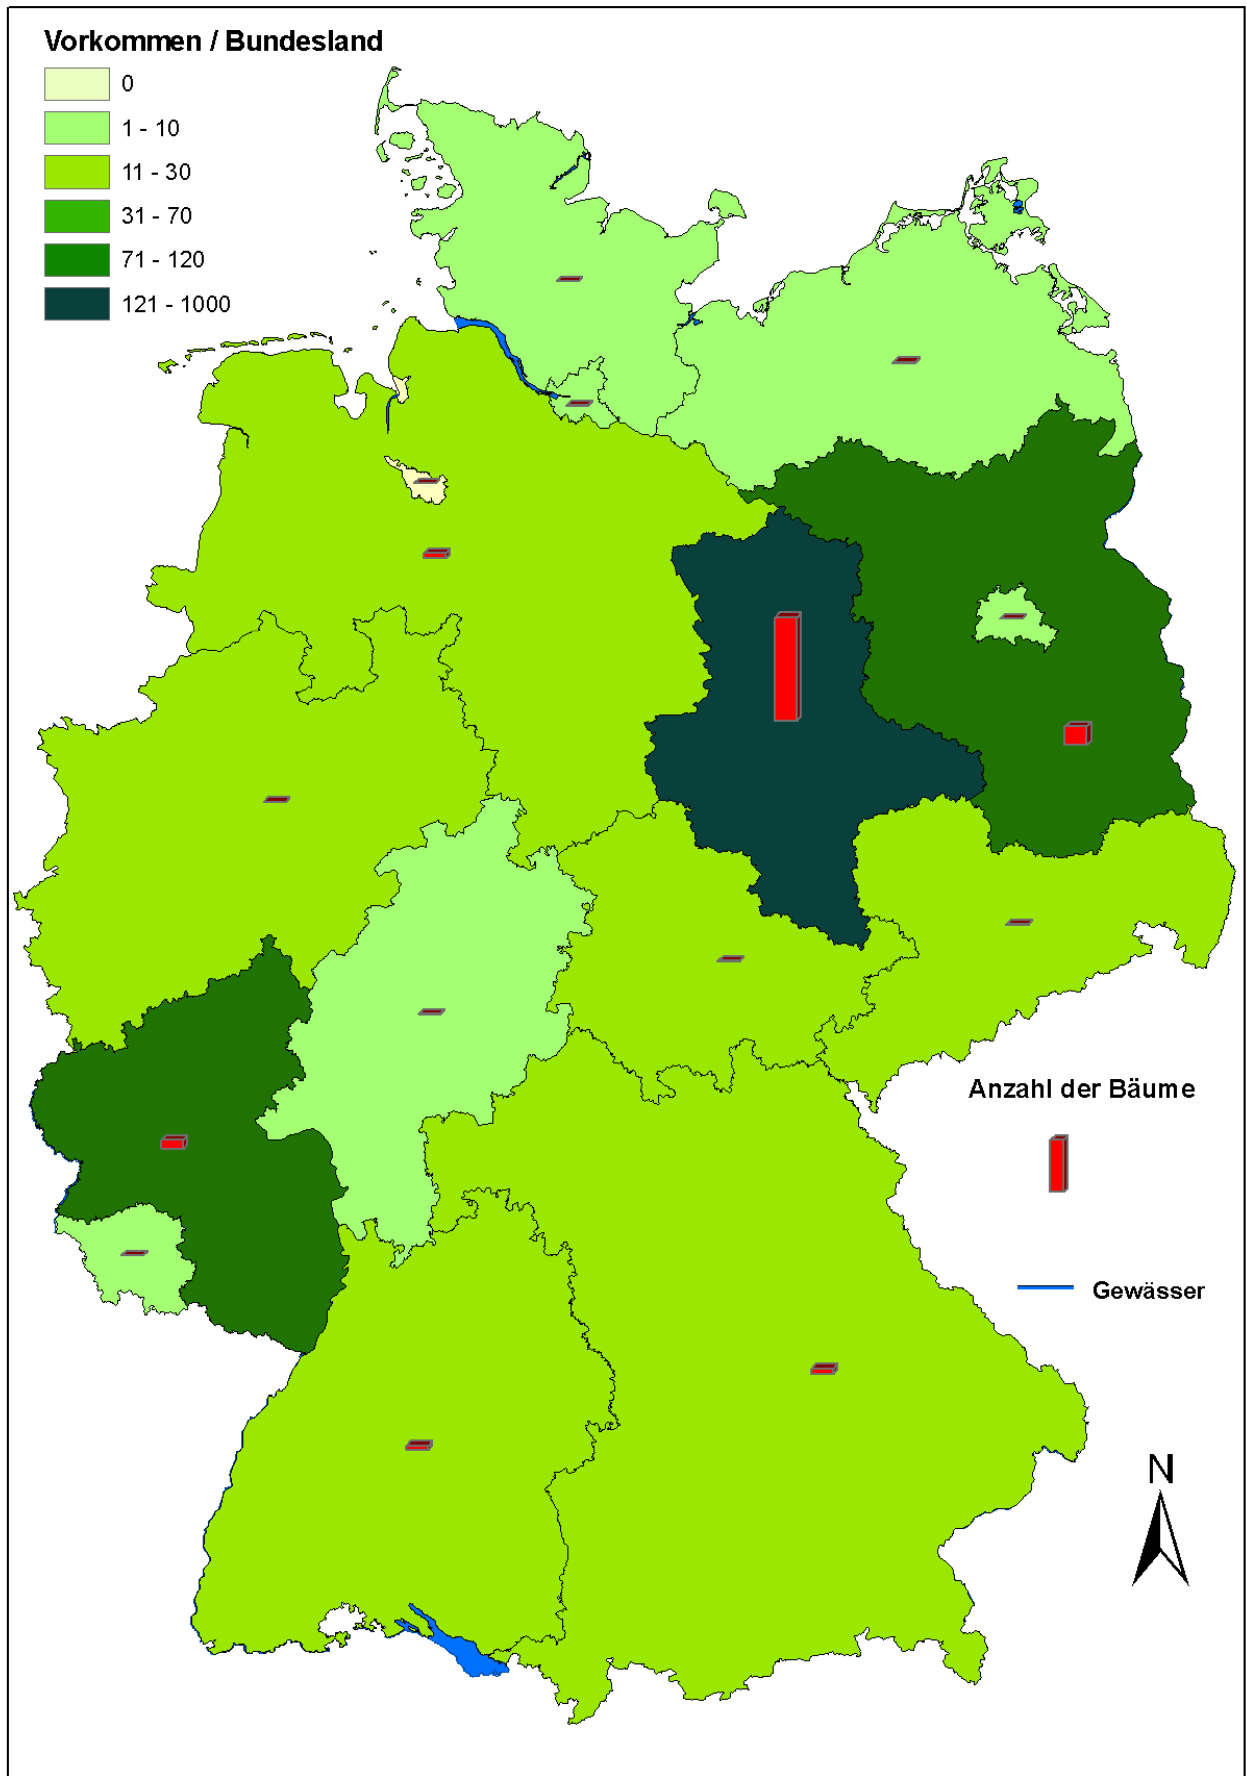 Vorkommen / Bundesland
0
1 - 10
11 - 30
31 - 70
71 - 120
121 - 1000
Anzahl der Bäume
Gewässer
N